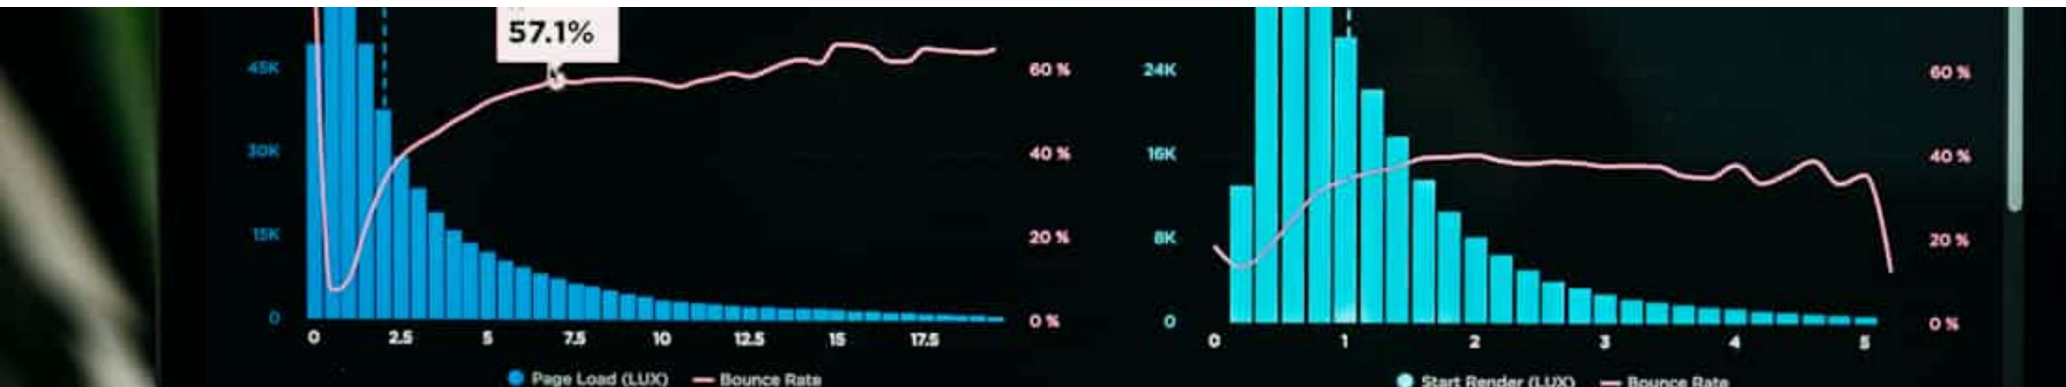 57.1%
45K
30K
15K
0
60 %
40 %
20 %
0 %
0 2.5 5 7.5 10 12.5 15 17.5
Page Load (LUX) Bounce Rate
24K
16K
8K
0
60 %
40 %
20 %
0 %
0 1 2 3 4 5
Start Render (LUX) Bounce Rate